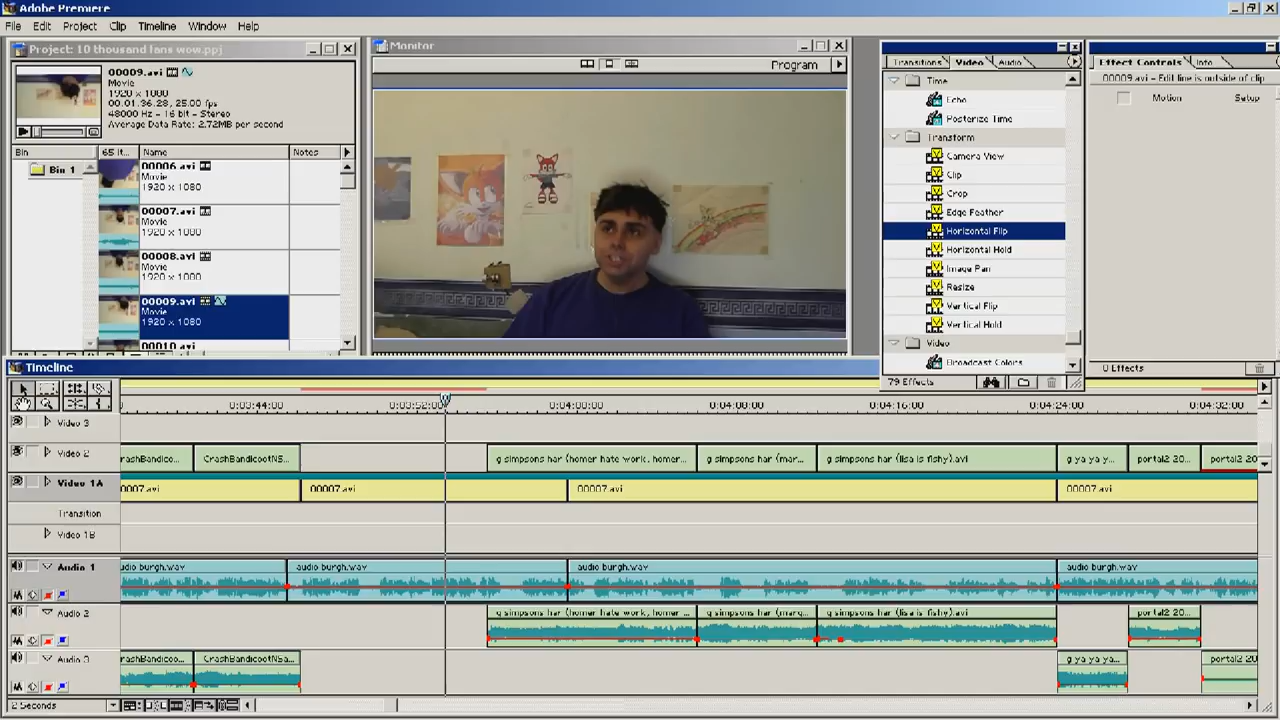 Adobe Premiere
File Edit Project Clip Timeline Window Help
Project: 10 thousand fans wow.ppj
00009.avi
Movie
1920 x 1080
00:01:36:28, 25.00 fps
48000 Hz - 16 bit - Stereo
Average Data Rate: 2.72MB per second
Bin
65 it... Name Notes
Bin 1
00006.avi
Movie
1920 x 1080
00007.avi
Movie
1920 x 1080
00008.avi
Movie
1920 x 1080
00009.avi
Movie
1920 x 1080
00010.avi
Monitor
Program
Transitions Video Audio
Time
Echo
Posterize Time
Transform
Camera View
Clip
Crop
Edge Feather
Horizontal Flip
Horizontal Hold
Image Pan
Resize
Vertical Flip
Vertical Hold
Video
Broadcast Colors
79 Effects
Effect Controls Info
00009.avi - Edit line is outside of clip
Motion Setup
0 Effects
Timeline
0:03:44:00 0:03:52:00 0:04:00:00 0:04:08:00 0:04:16:00 0:04:24:00 0:04:32:00
Video 3
Video 2 crashBandico... CrashBandicootNS... g simpsons har (homer hate work, homer... g simpsons har (mar... g simpsons har (lisa is fishy).avi g ya ya y... portal2 20... portal2 20
Video 1A 00007.avi 00007.avi 00007.avi 00007.avi
Transition
Video 1B
Audio 1 udio burgh.wav audio burgh.wav audio burgh.wav audio burgh.wav
Audio 2 g simpsons har (homer hate work, homer ... g simpsons har (marg... g simpsons har (lisa is fishy).avi portal2 20...
Audio 3 rashBandicoot... CrashBandicootNSa... g ya ya ya... portal2 20
2 Seconds